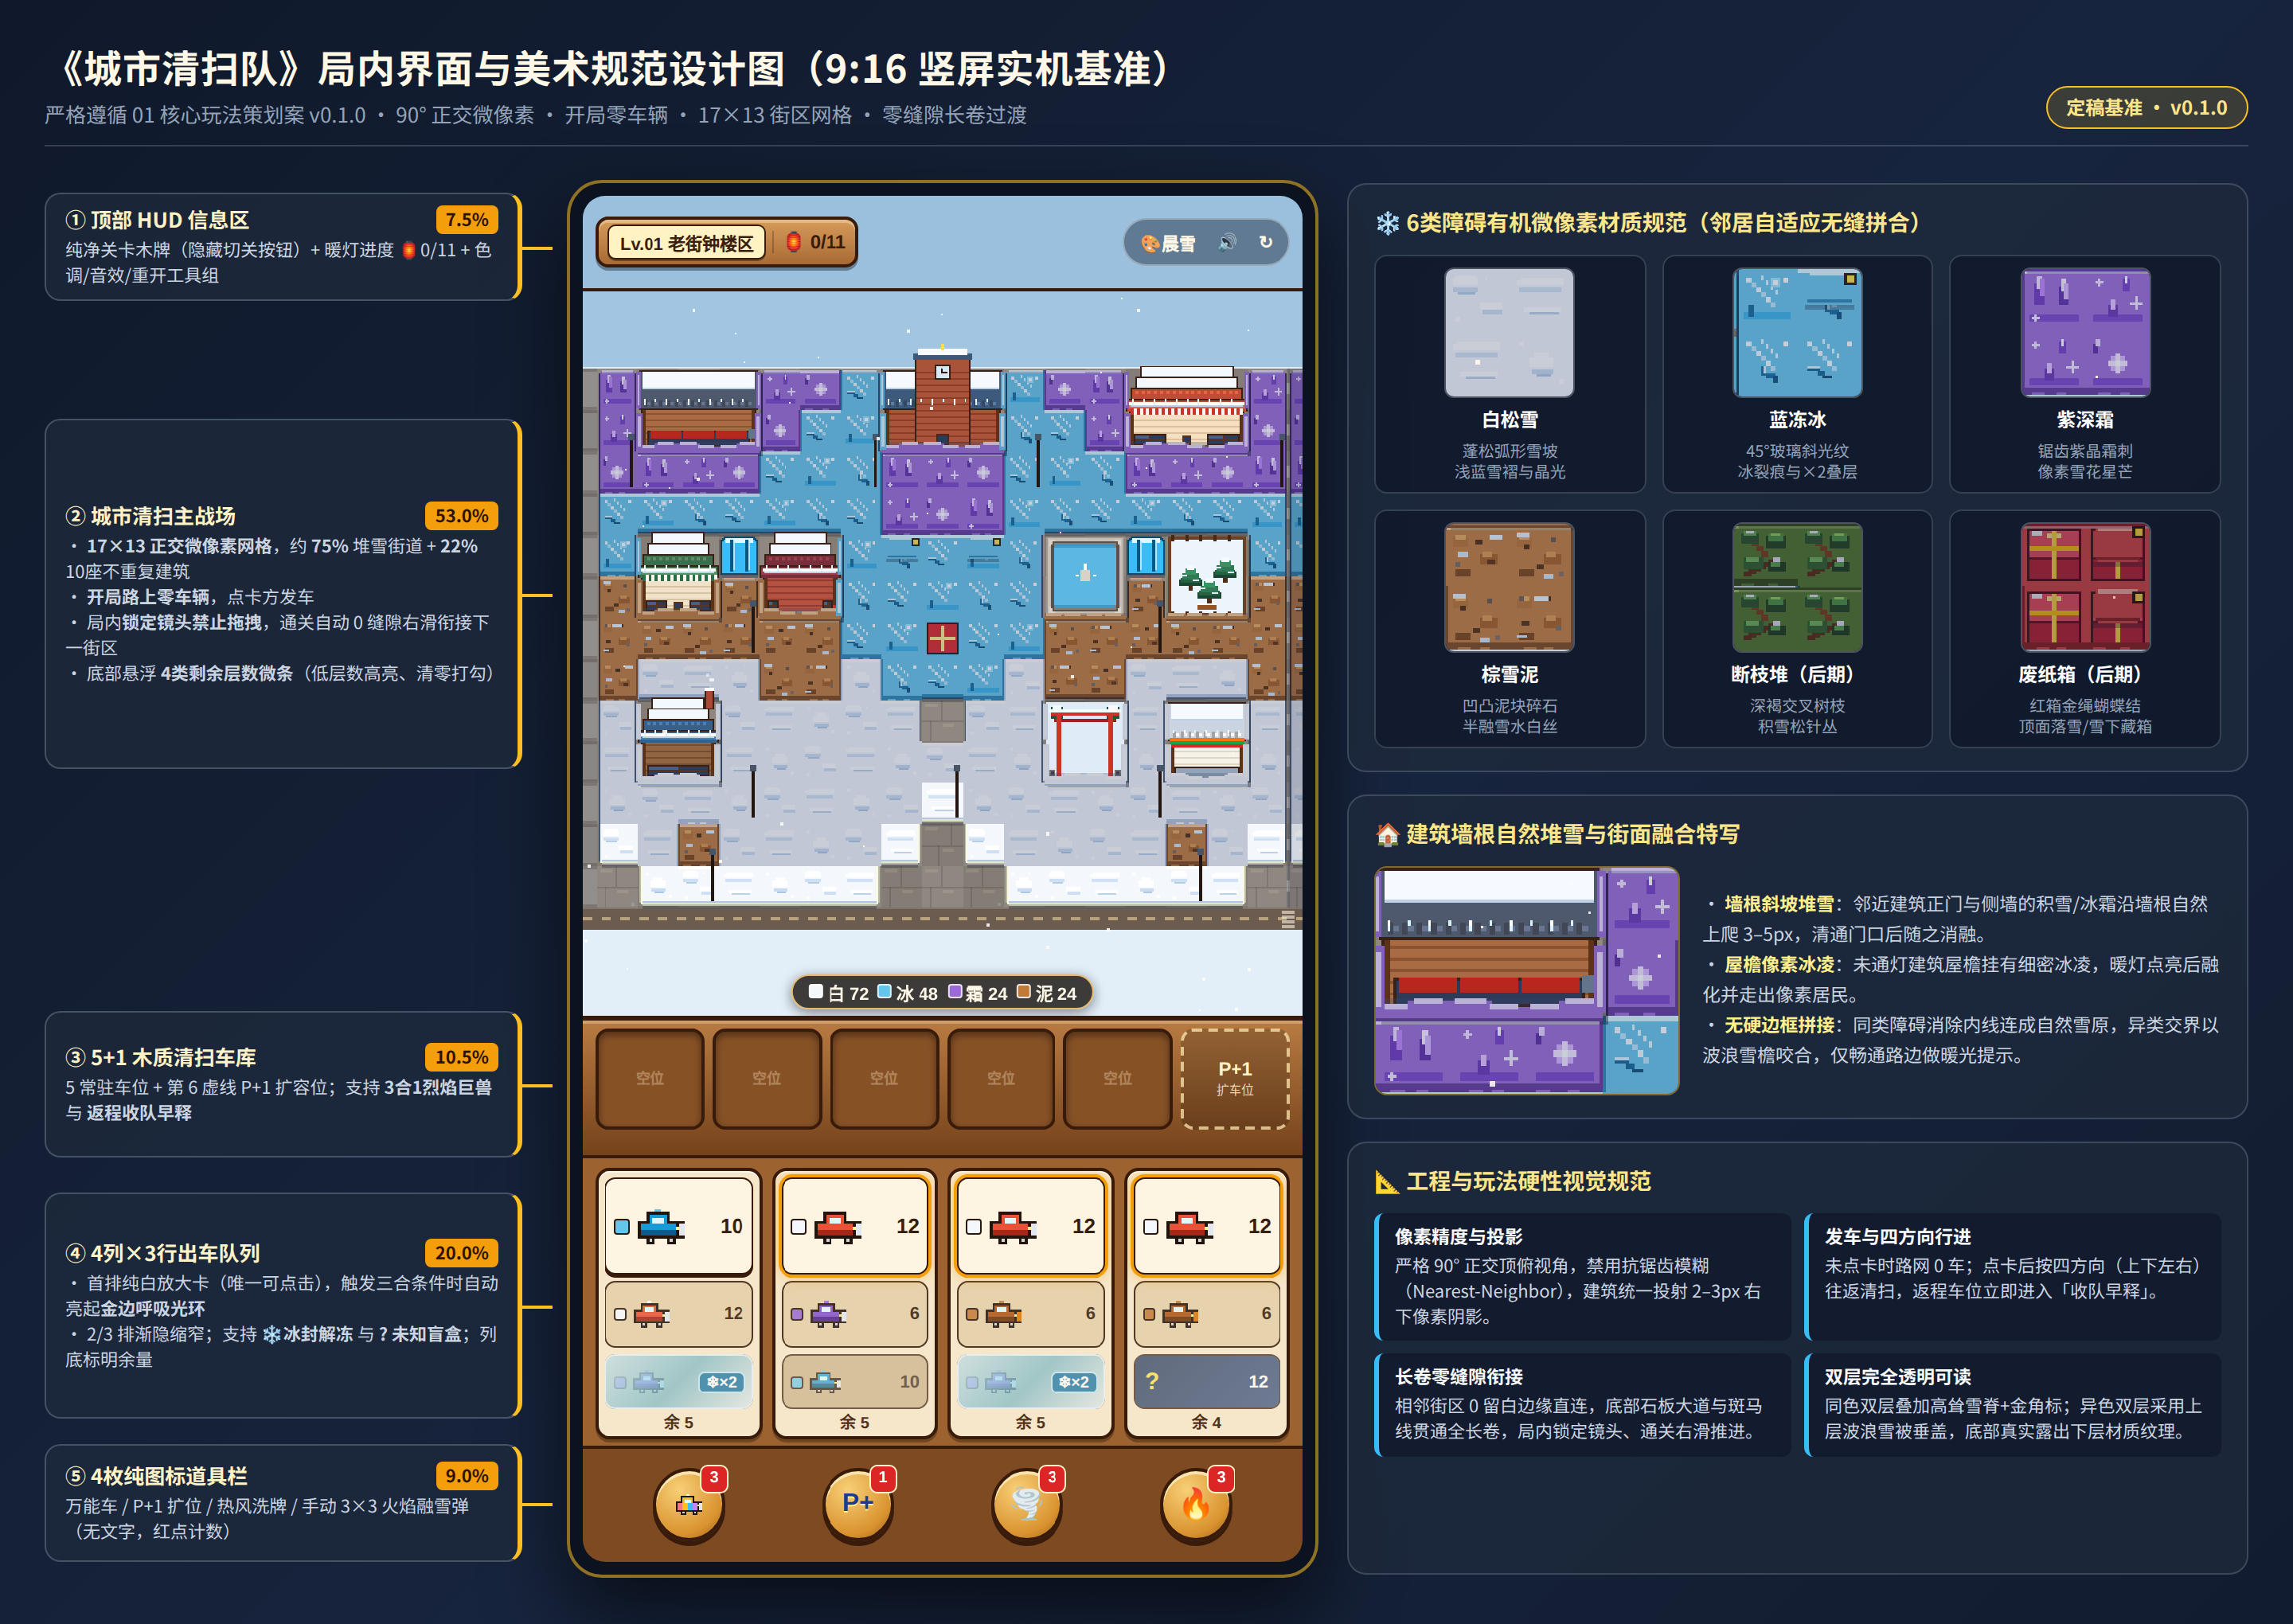 《城市清扫队》局内界面与美术规范设计图（9:16 竖屏实机基准）
严格遵循 01 核心玩法策划案 v0.1.0 • 90° 正交微像素 • 开局零车辆 • 17×13 街区网格 • 零缝隙长卷过渡
定稿基准 • v0.1.0
① 顶部 HUD 信息区
7.5%
纯净关卡木牌（隐藏切关按钮）+ 暖灯进度 🏮0/11 + 色
调/音效/重开工具组
② 城市清扫主战场
53.0%
• 17×13 正交微像素网格，约 75% 堆雪街道 + 22%
10座不重复建筑
• 开局路上零车辆，点卡方发车
• 局内锁定镜头禁止拖拽，通关自动 0 缝隙右滑衔接下
一街区
• 底部悬浮 4类剩余层数微条（低层数高亮、清零打勾）
③ 5+1 木质清扫车库
10.5%
5 常驻车位 + 第 6 虚线 P+1 扩容位；支持 3合1烈焰巨兽
与 返程收队早释
④ 4列×3行出车队列
20.0%
• 首排纯白放大卡（唯一可点击），触发三合条件时自动
亮起金边呼吸光环
• 2/3 排渐隐缩窄；支持 ❄️冰封解冻 与 ? 未知盲盒；列
底标明余量
⑤ 4枚纯图标道具栏
9.0%
万能车 / P+1 扩位 / 热风洗牌 / 手动 3×3 火焰融雪弹
（无文字，红点计数）
Lv.01 老街钟楼区
🏮 0/11
🎨晨雪 🔊 ↻
白 72 冰 48 霜 24 泥 24
空位 空位 空位 空位 空位
P+1
扩车位
10 12 12 12
12 6 6 6
❄×2 10 ❄×2 ? 12
余 5 余 5 余 5 余 4
3 1 3 3
P+
❄️ 6类障碍有机微像素材质规范（邻居自适应无缝拼合）
白松雪
蓬松弧形雪坡
浅蓝雪褶与晶光
蓝冻冰
45°玻璃斜光纹
冰裂痕与×2叠层
紫深霜
锯齿紫晶霜刺
像素雪花星芒
棕雪泥
凹凸泥块碎石
半融雪水白丝
断枝堆（后期）
深褐交叉树枝
积雪松针丛
废纸箱（后期）
红箱金绳蝴蝶结
顶面落雪/雪下藏箱
🏠 建筑墙根自然堆雪与街面融合特写
• 墙根斜坡堆雪：邻近建筑正门与侧墙的积雪/冰霜沿墙根自然
上爬 3–5px，清通门口后随之消融。
• 屋檐像素冰凌：未通灯建筑屋檐挂有细密冰凌，暖灯点亮后融
化并走出像素居民。
• 无硬边框拼接：同类障碍消除内线连成自然雪原，异类交界以
波浪雪檐咬合，仅畅通路边做暖光提示。
📐 工程与玩法硬性视觉规范
像素精度与投影
严格 90° 正交顶俯视角，禁用抗锯齿模糊
（Nearest-Neighbor），建筑统一投射 2–3px 右
下像素阴影。
发车与四方向行进
未点卡时路网 0 车；点卡后按四方向（上下左右）
往返清扫，返程车位立即进入「收队早释」。
长卷零缝隙衔接
相邻街区 0 留白边缘直连，底部石板大道与斑马
线贯通全长卷，局内锁定镜头、通关右滑推进。
双层完全透明可读
同色双层叠加高耸雪脊+金角标；异色双层采用上
层波浪雪被垂盖，底部真实露出下层材质纹理。